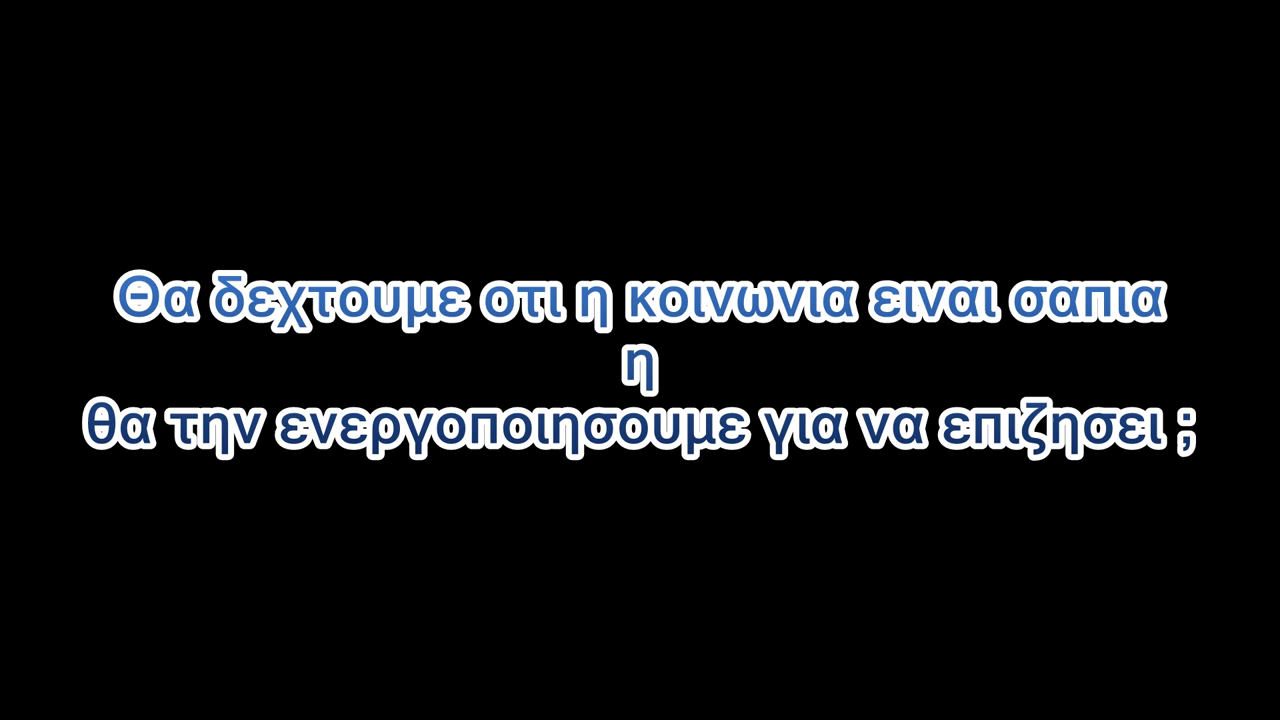 Θα δεχτουμε οτι η κοινωνια ειναι σαπια
η
θα την ενεργοποιησουμε για να επιζησει ;